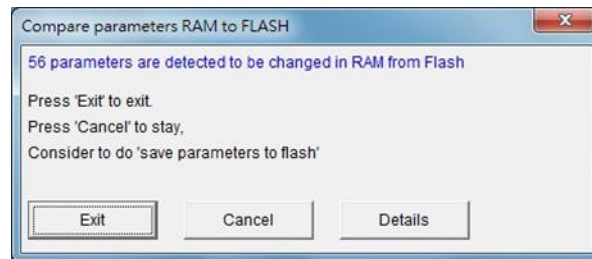 Compare parameters RAM to FLASH
56 parameters are detected to be changed in RAM from Flash
Press 'Exit' to exit.
Press 'Cancel' to stay,
Consider to do 'save parameters to flash'
Exit Cancel Details